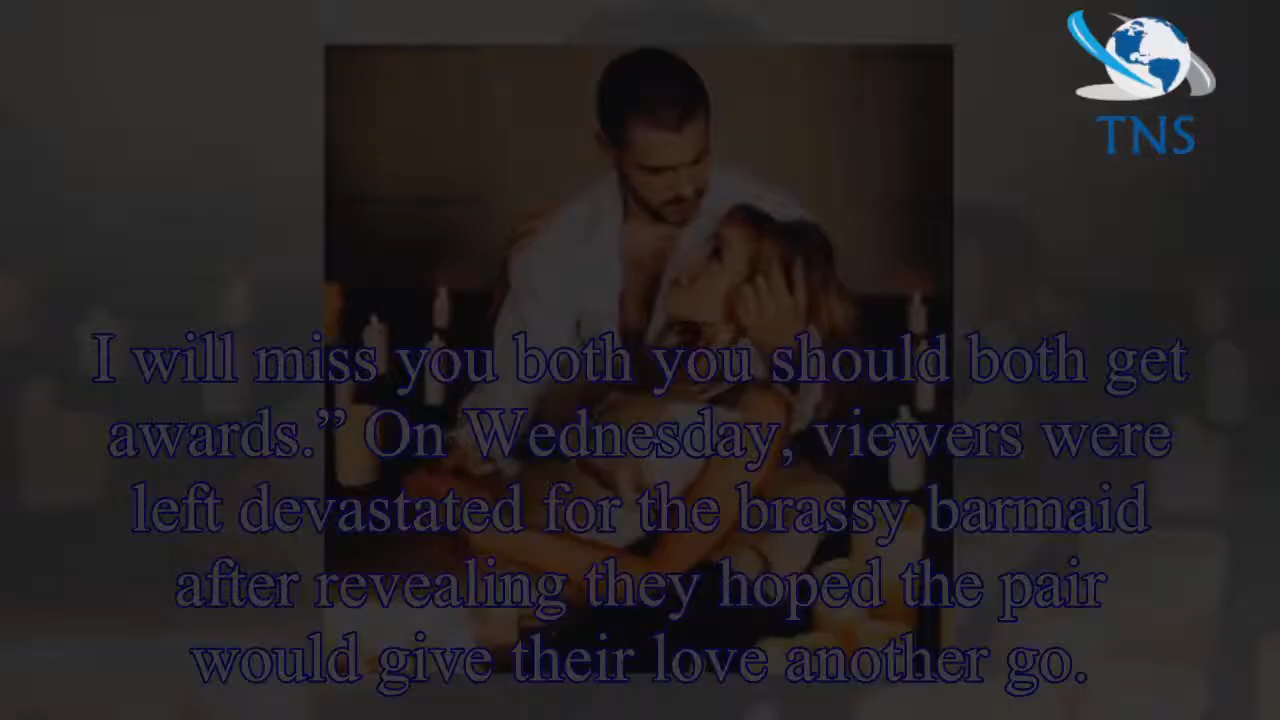 TNS
I will miss you both you should both get
awards.” On Wednesday, viewers were
left devastated for the brassy barmaid
after revealing they hoped the pair
would give their love another go.